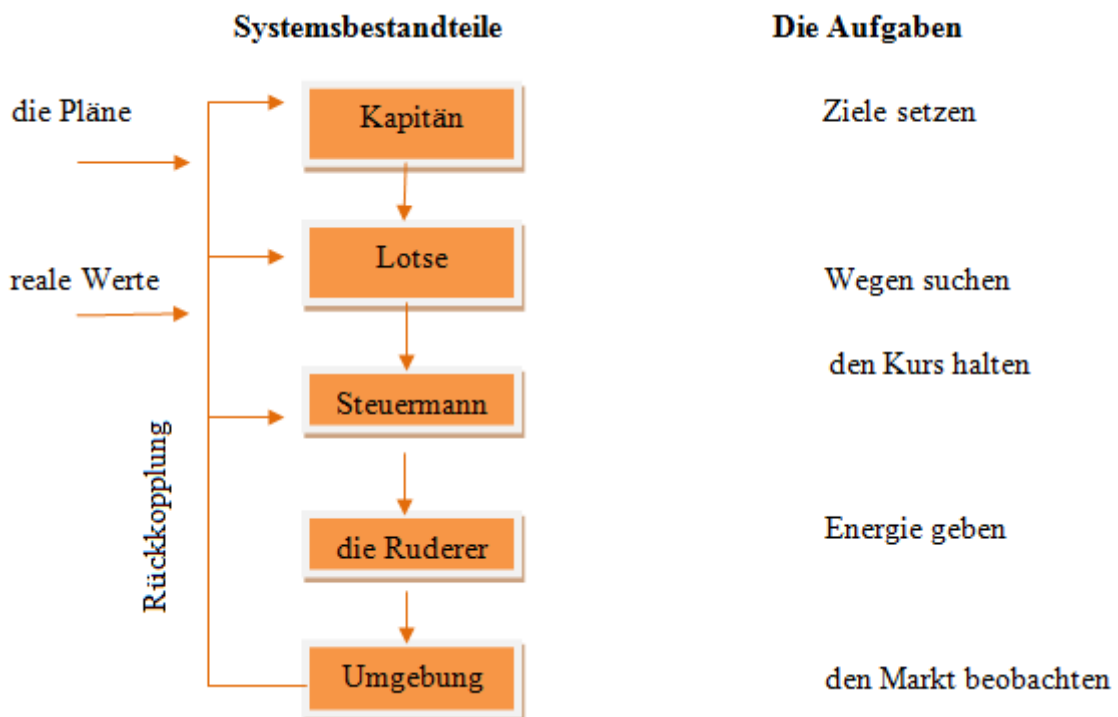 Systemsbestandteile
Die Aufgaben
die Pläne
Kapitän
Ziele setzen
reale Werte
Lotse
Wegen suchen
den Kurs halten
Steuermann
Rückkopplung
die Ruderer
Energie geben
Umgebung
den Markt beobachten